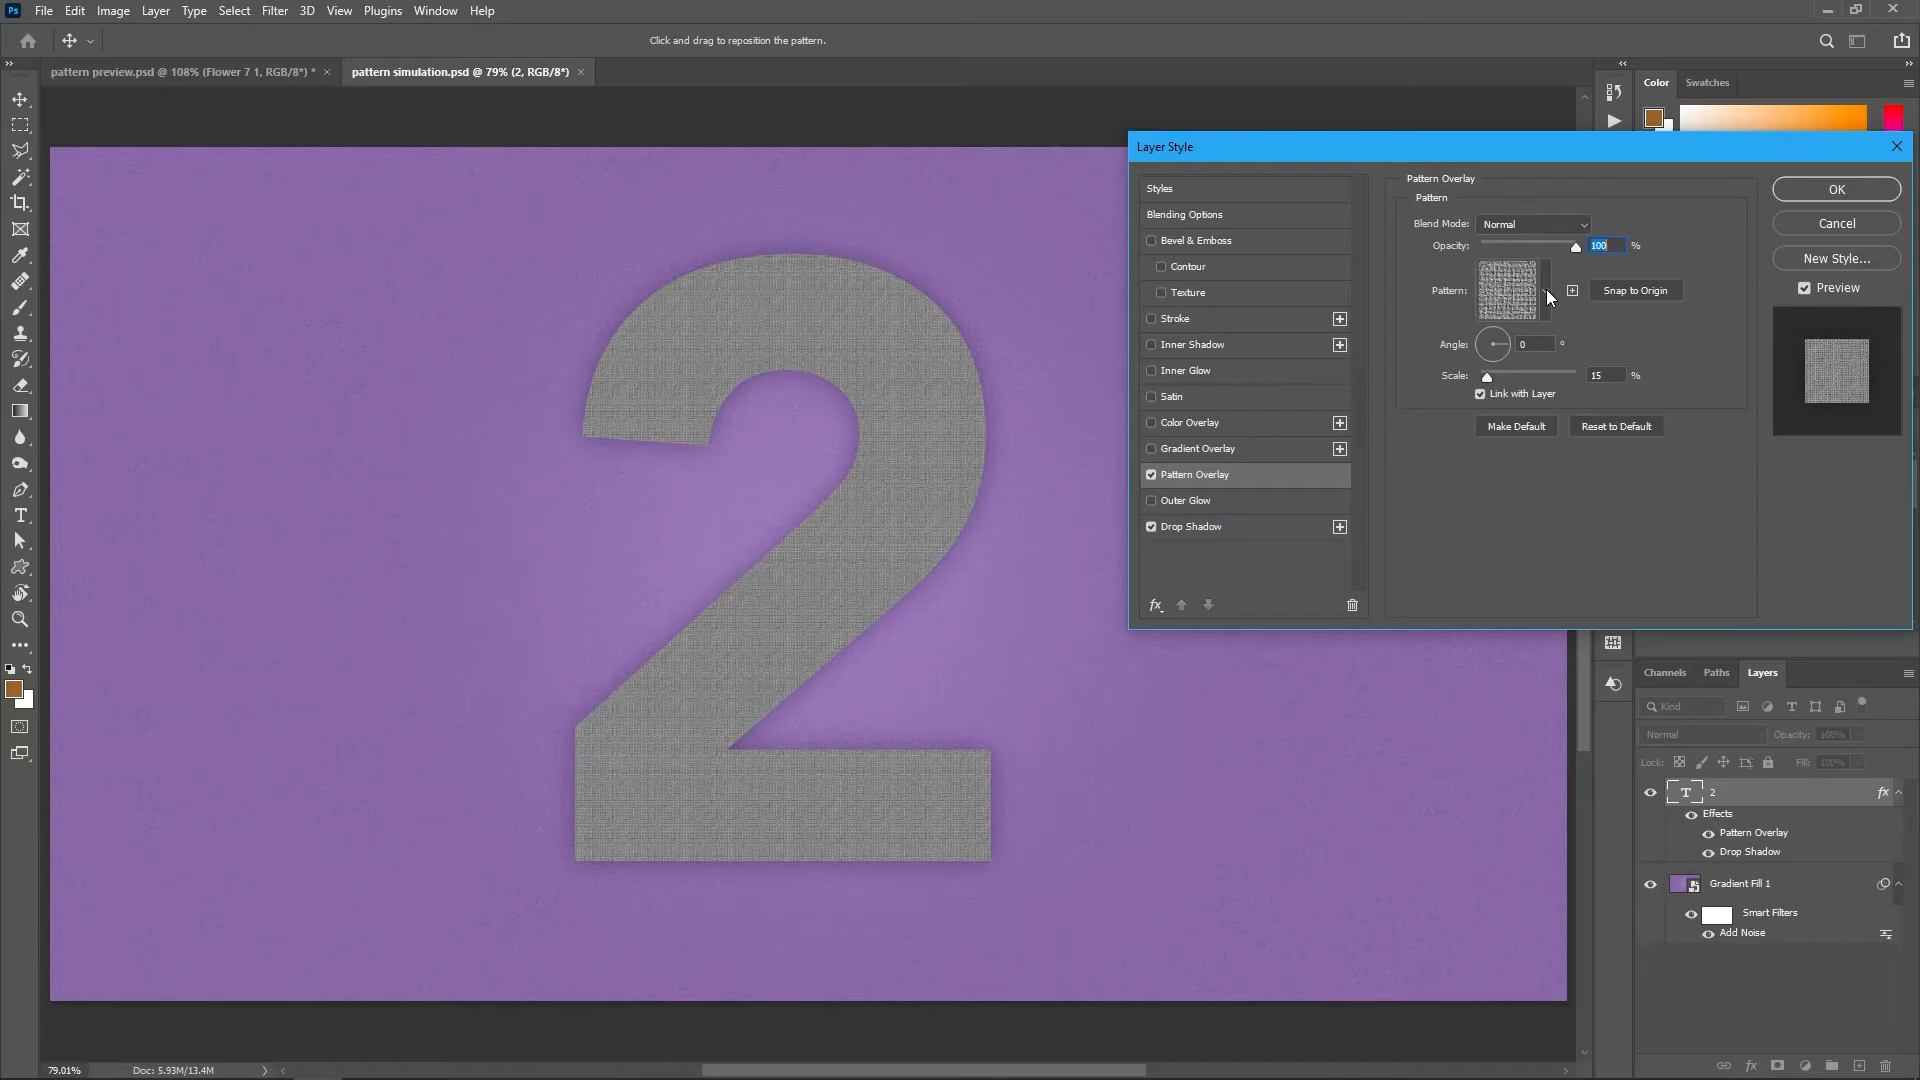 Ps File Edit Image Layer Type Select Filter 3D View Plugins Window Help
Click and drag to reposition the pattern.
pattern preview.psd @ 108% (Flower 7 1, RGB/8*) *
pattern simulation.psd @ 79% (2, RGB/8*)
Color Swatches
Layer Style
Styles
Blending Options
Bevel & Emboss
Contour
Texture
Stroke
Inner Shadow
Inner Glow
Satin
Color Overlay
Gradient Overlay
Pattern Overlay
Outer Glow
Drop Shadow
fx
Pattern Overlay
Pattern
Blend Mode: Normal
Opacity: 100 %
Pattern: Snap to Origin
Angle: 0 °
Scale: 15 %
Link with Layer
Make Default Reset to Default
OK
Cancel
New Style...
Preview
2
Channels Paths Layers
Kind
Normal Opacity: 100%
Lock: Fill: 100%
T 2 fx
Effects
Pattern Overlay
Drop Shadow
Gradient Fill 1
Smart Filters
Add Noise
fx
79.01% Doc: 5.93M/13.4M